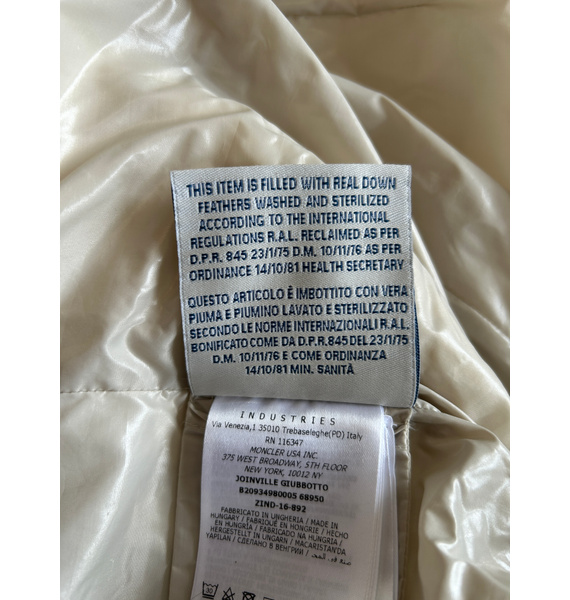 THIS ITEM IS FILLED WITH REAL DOWN
FEATHERS WASHED AND STERILIZED
ACCORDING TO THE INTERNATIONAL
REGULATIONS R.A.L. RECLAIMED AS PER
D.P.R. 845 23/1/75 D.M. 10/11/76 AS PER
ORDINANCE 14/10/81 HEALTH SECRETARY
QUESTO ARTICOLO È IMBOTTITO CON VERA
PIUMA E PIUMINO LAVATO E STERILIZZATO
SECONDO LE NORME INTERNAZIONALI R.A.L.
BONIFICATO COME DA D.P.R. 845 DEL 23/1/75
D.M. 10/11/76 E COME ORDINANZA
14/10/81 MIN. SANITÀ
INDUSTRIES
Via Venezia,1 35010 Trebaseleghe(PD) Italy
RN 116347
MONCLER USA INC.
375 WEST BROADWAY, 5TH FLOOR
NEW YORK, 10012 NY
JOINVILLE GIUBBOTTO
B20934980005 68950
ZIND-16-892
FABBRICATO IN UNGHERIA / MADE IN
HUNGARY / FABRIQUÉ EN HONGRIE / HECHO
EN HUNGRÍA / FABRICADO NA HUNGRIA /
HERGESTELLT IN UNGARN / MACARİSTAN'DA
YAPILAN / СДЕЛАНО В ВЕНГРИИ /
30